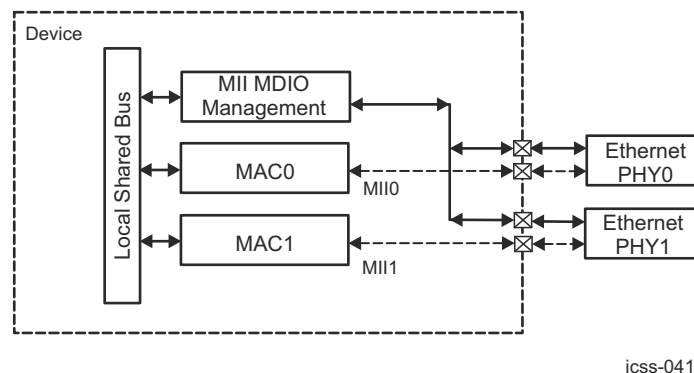 Device
Local Shared Bus
MII MDIO
Management
MAC0
MII0
MAC1
MII1
Ethernet
PHY0
Ethernet
PHY1
icss-041